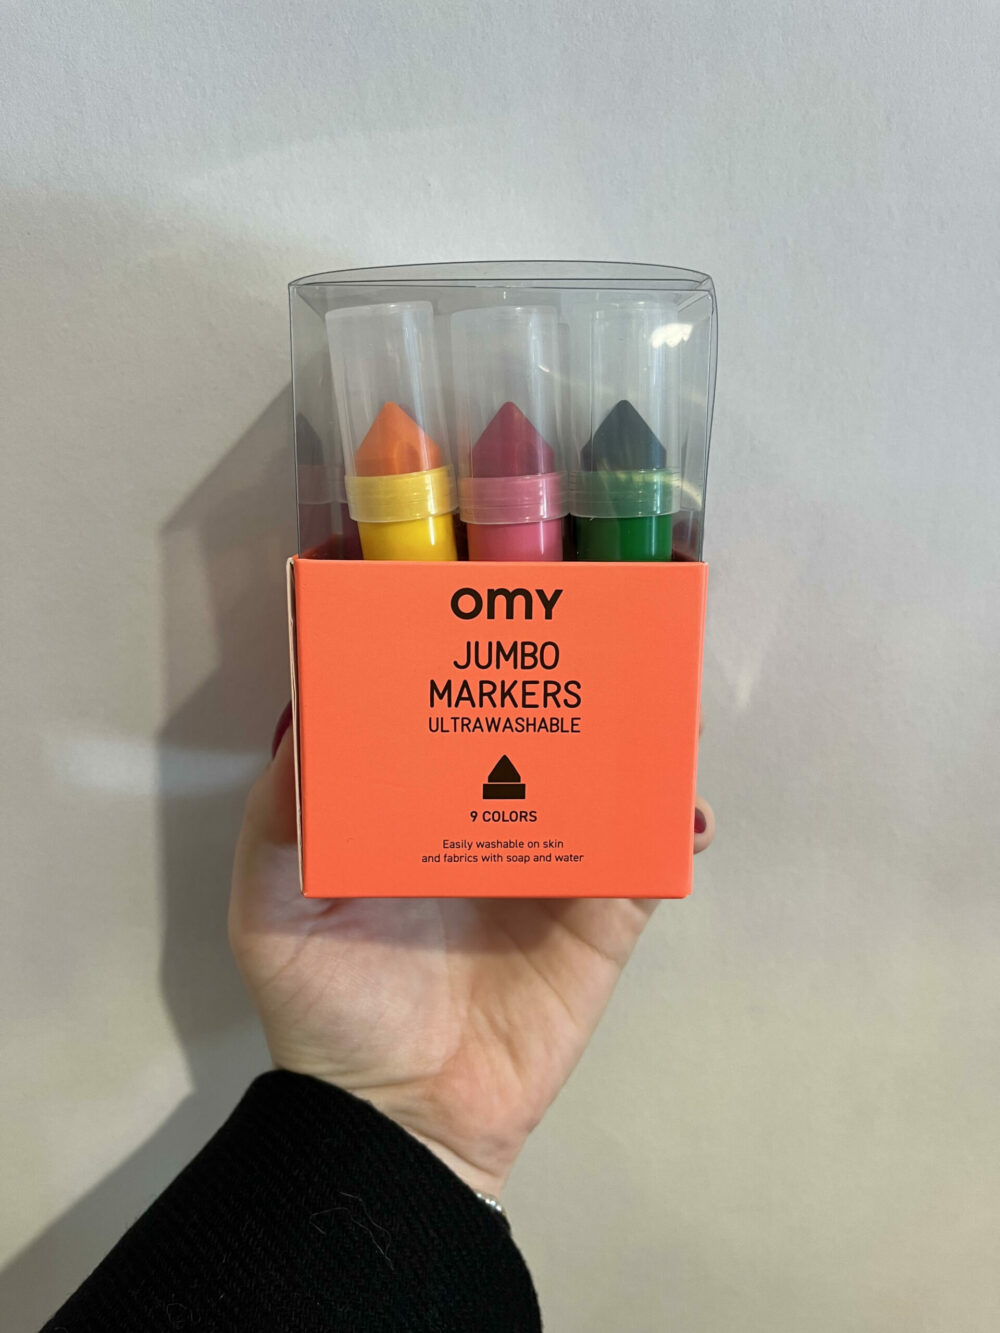 omy
JUMBO
MARKERS
ULTRAWASHABLE
9 COLORS
Easily washable on skin
and fabrics with soap and water